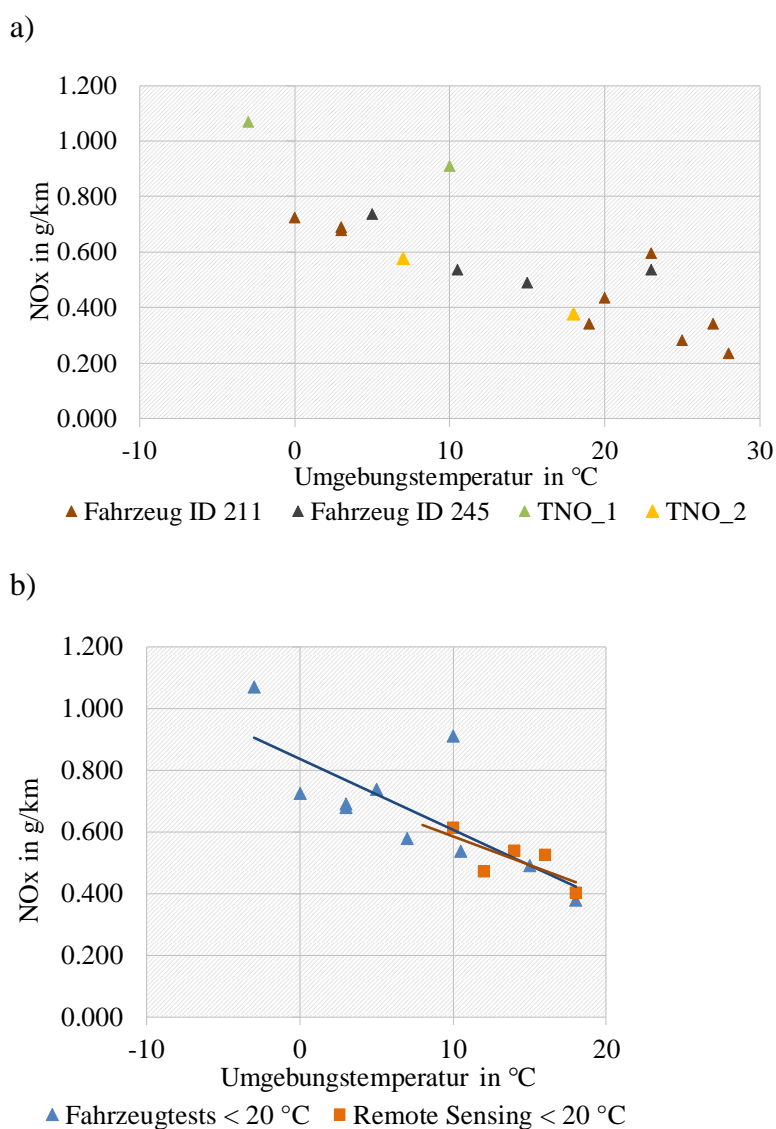 a)
1.200
1.000
0.800
0.600
0.400
0.200
0.000
NOx in g/km
-10 0 10 20 30
Umgebungstemperatur in °C
Fahrzeug ID 211 Fahrzeug ID 245 TNO_1 TNO_2
b)
1.200
1.000
0.800
0.600
0.400
0.200
0.000
NOx in g/km
-10 0 10 20
Umgebungstemperatur in °C
Fahrzeugtests < 20 °C Remote Sensing < 20 °C